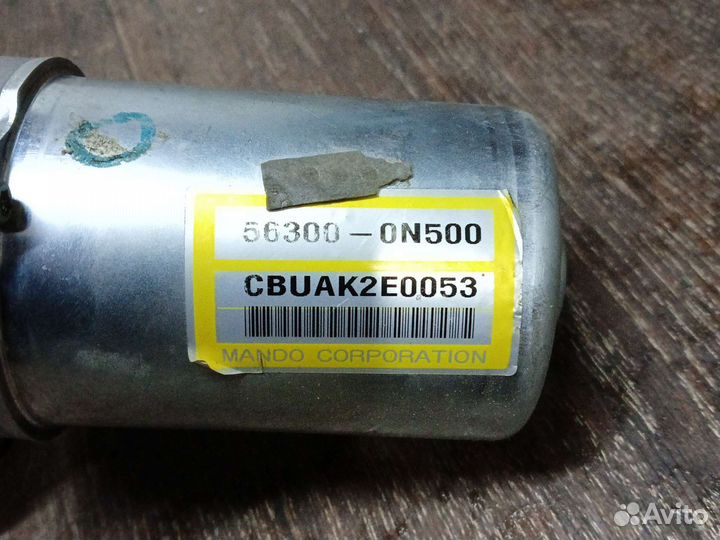 56300-0N500
CBUAK2E0053
MANDO CORPORATION
Avito